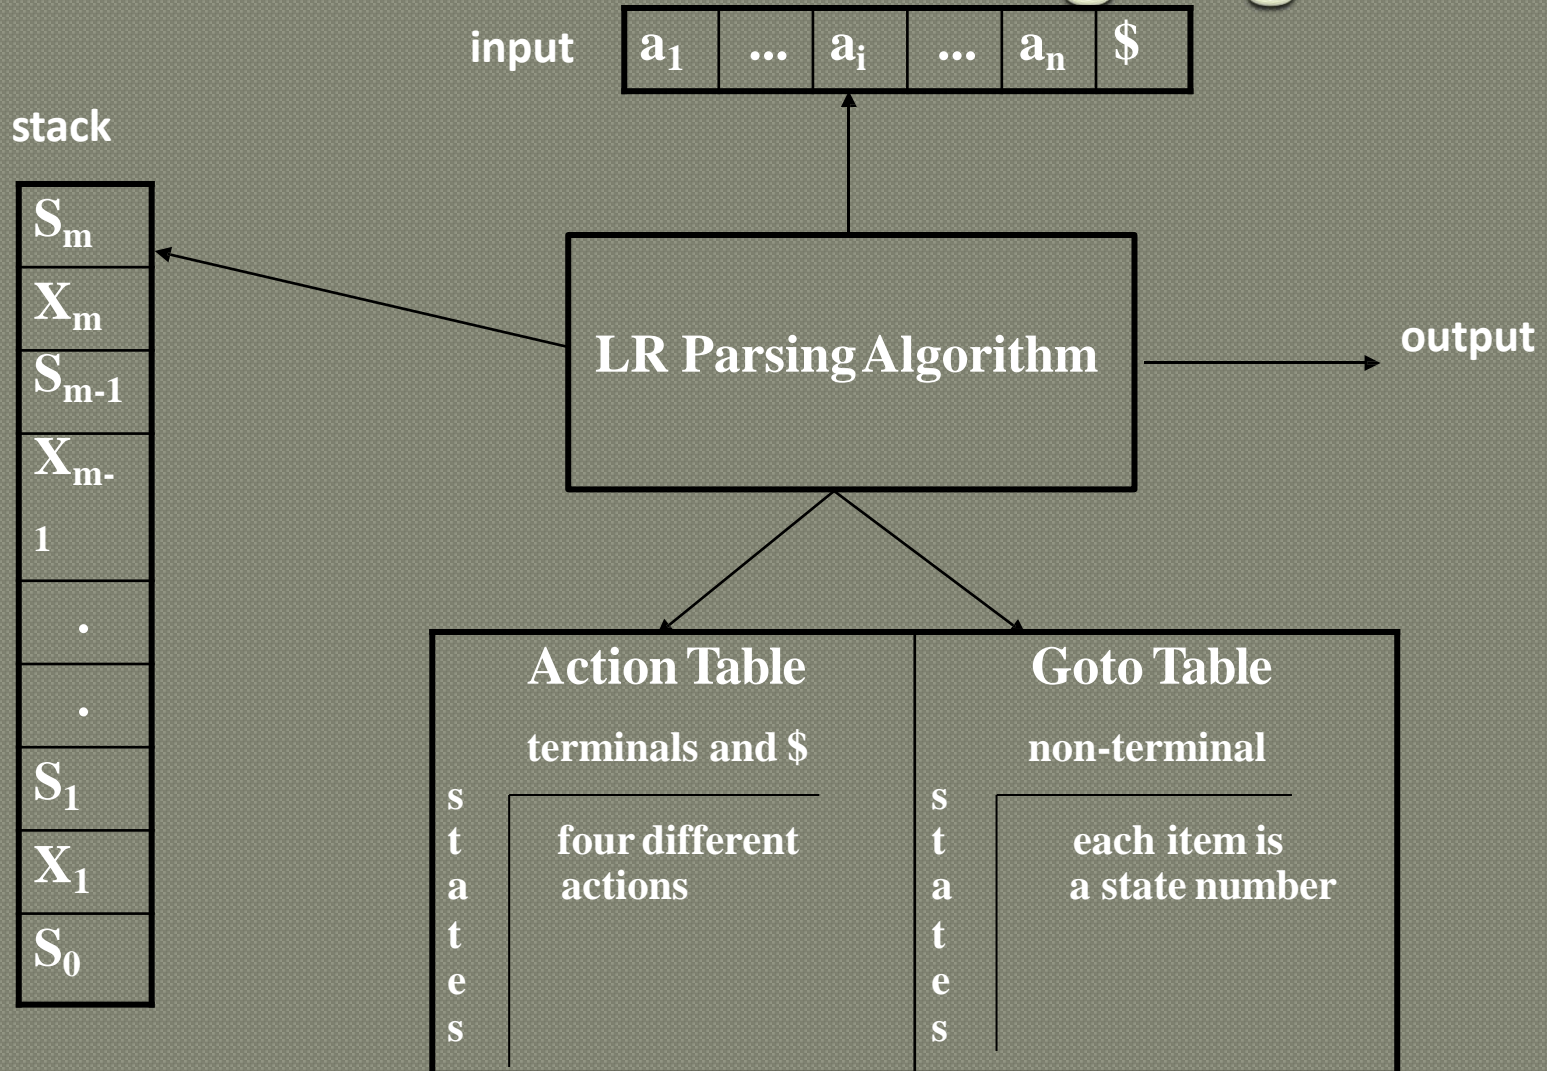 input
a₁ ... aᵢ ... aₙ $
stack
Sₘ
Xₘ
Sₘ₋₁
Xₘ₋
₁
.
.
S₁
X₁
S₀
LR Parsing Algorithm
output
Action Table
terminals and $
s
t
a
t
e
s
four different
actions
Goto Table
non-terminal
s
t
a
t
e
s
each item is
a state number